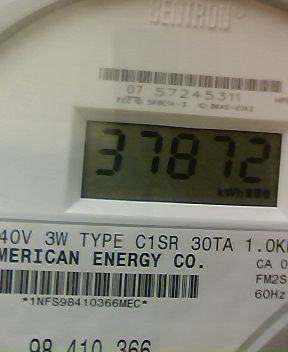 CENTRON®
07 57245311
37872
kWh
40V 3W TYPE C1SR 30TA 1.0K
MERICAN ENERGY CO.
CA 0
FM2S
60Hz
*1NFS98410366MEC*
98 410 366